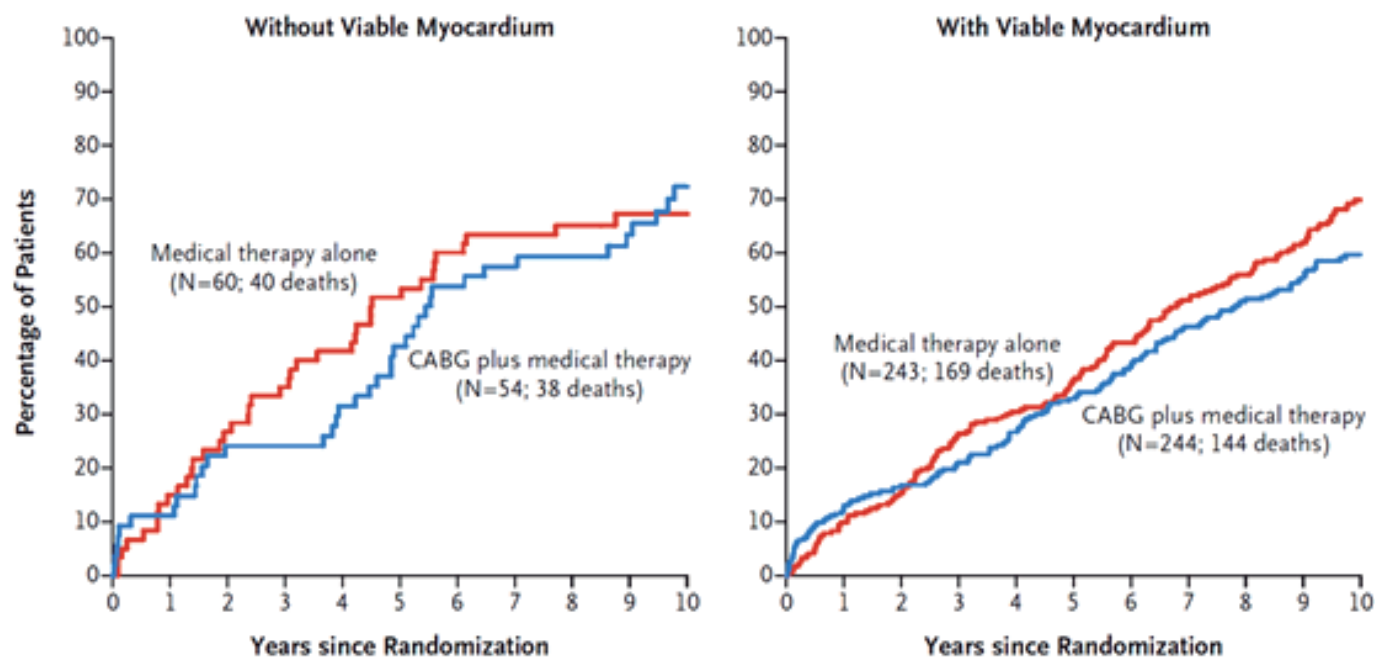 Without Viable Myocardium
100
90
80
70
60
50
40
30
20
10
0
Percentage of Patients
Medical therapy alone
(N=60; 40 deaths)
CABG plus medical therapy
(N=54; 38 deaths)
0 1 2 3 4 5 6 7 8 9 10
Years since Randomization
With Viable Myocardium
100
90
80
70
60
50
40
30
20
10
0
Medical therapy alone
(N=243; 169 deaths)
CABG plus medical therapy
(N=244; 144 deaths)
0 1 2 3 4 5 6 7 8 9 10
Years since Randomization